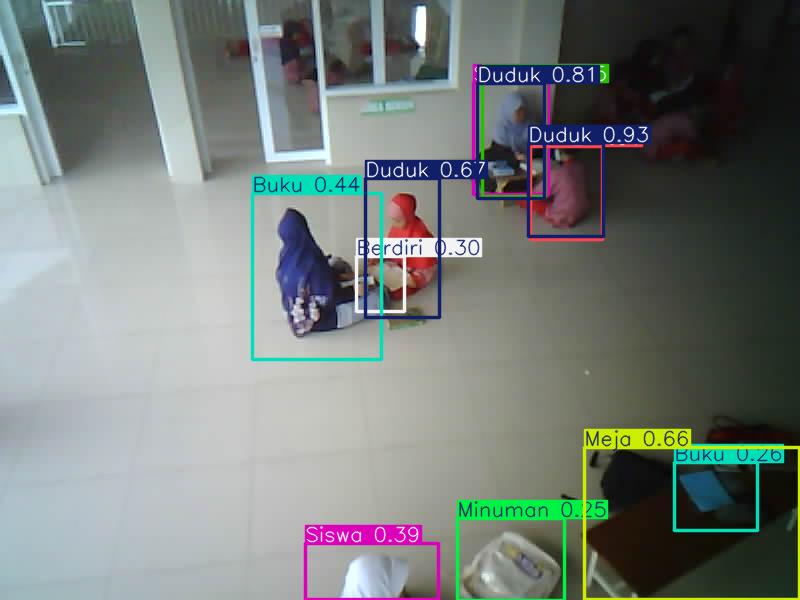 Duduk 0.81
Duduk 0.93
Duduk 0.67
Buku 0.44
Berdiri 0.30
Meja 0.66
Buku 0.26
Minuman 0.25
Siswa 0.39